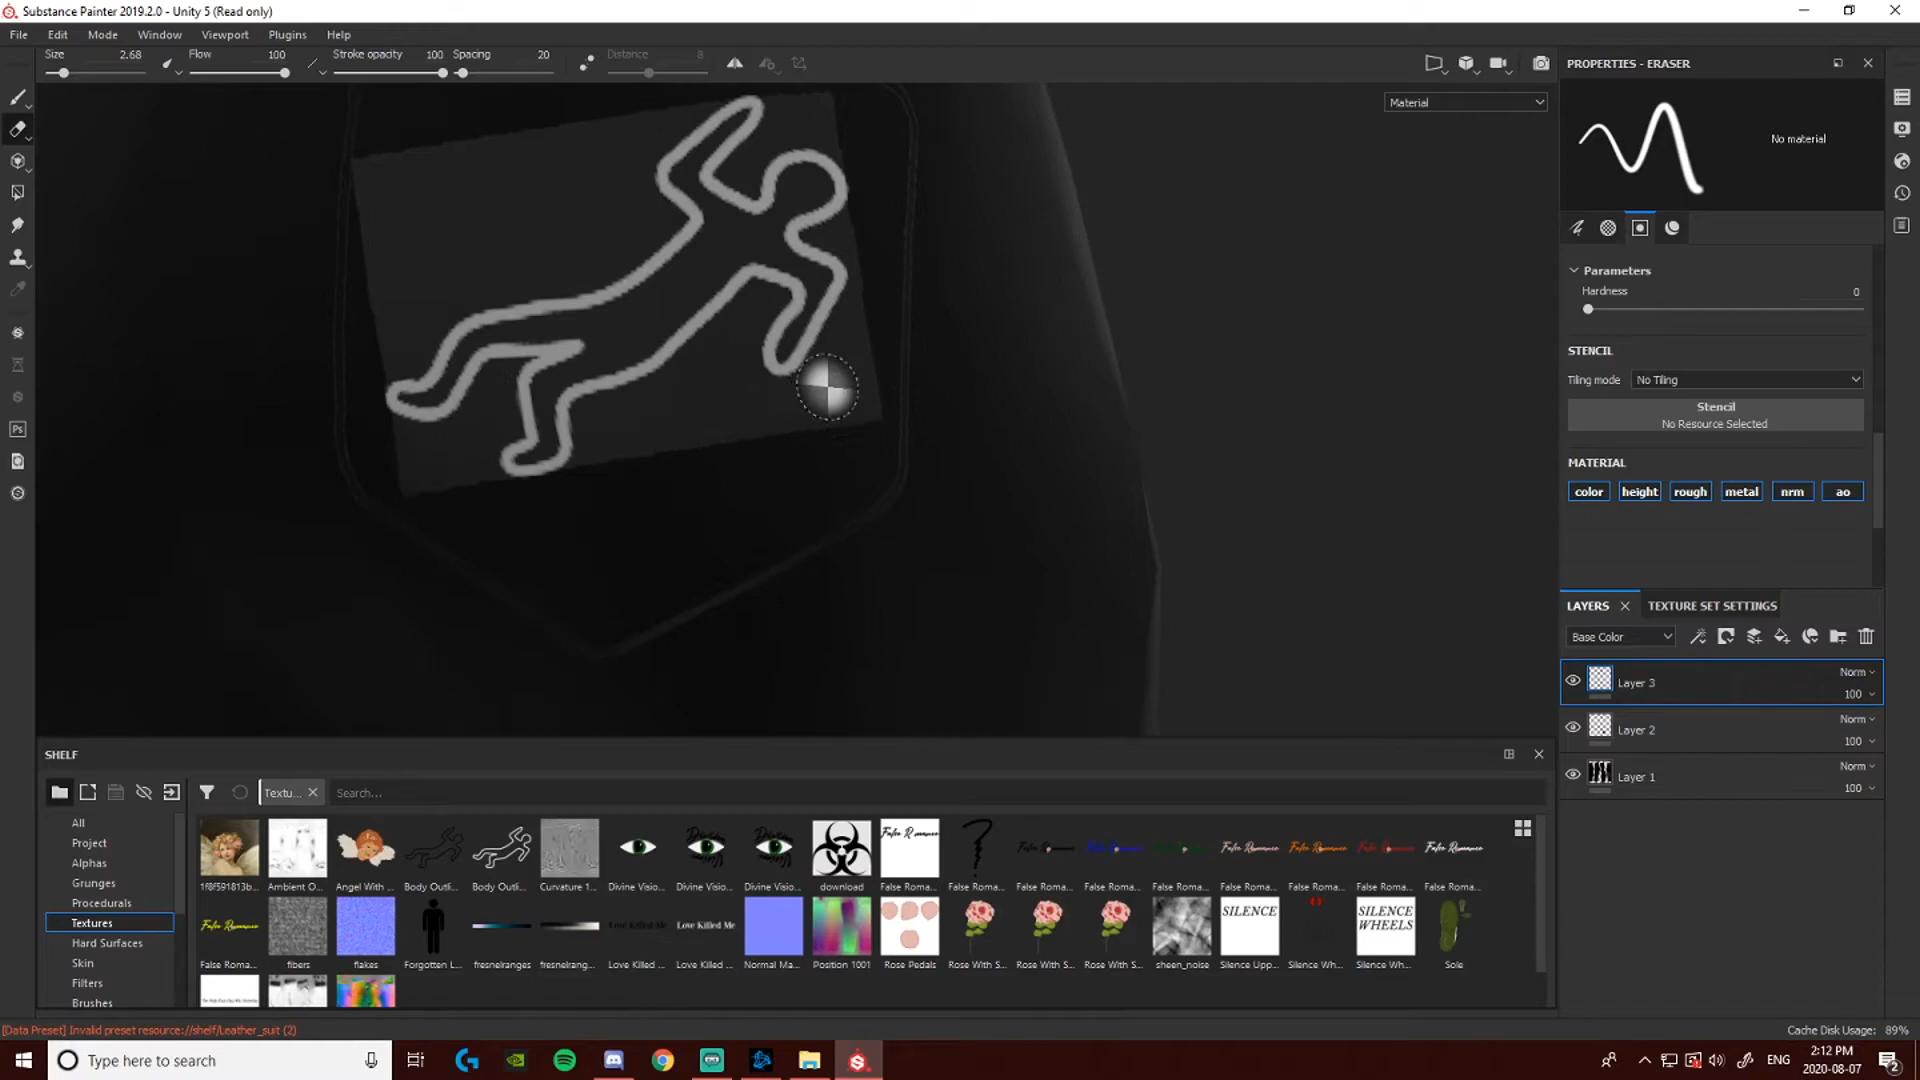 Substance Painter 2019.2.0 - Unity 5 (Read only)
File Edit Mode Window Viewport Plugins Help
Size 2.68 Flow 100 Stroke opacity 100 Spacing 20 Distance 8
Material
PROPERTIES - ERASER
No material
Parameters
Hardness 0
STENCIL
Tiling mode No Tiling
Stencil
No Resource Selected
MATERIAL
color height rough metal nrm ao
LAYERS TEXTURE SET SETTINGS
Base Color
Layer 3 Norm
100
Layer 2 Norm
100
Layer 1 Norm
100
SHELF
Textu... Search...
All
Project
Alphas
Grunges
Procedurals
Textures
Hard Surfaces
Skin
Filters
Brushes
1f8f591813b... Ambient O... Angel With ... Body Outli... Body Outli... Curvature 1... Divine Visio... Divine Visio... Divine Visio... download False Roma... False Roma... False Roma... False Roma... False Roma... False Roma... False Roma... False Roma... False Roma...
False Roma... fibers flakes Forgotten L... fresnelranges fresnelrang... Love Killed ... Love Killed ... Normal Ma... Position 1001 Rose Pedals Rose With S... Rose With S... Rose With S... sheen_noise Silence Upp... Silence Wh... Silence Wh... Sole
Love Killed Me Love Killed Me
SILENCE
SILENCE
WHEELS
Ps
[Data Preset] Invalid preset resource://shelf/Leather_suit (2)
Cache Disk Usage: 89%
Type here to search
ENG
2:12 PM
2020-08-07
2